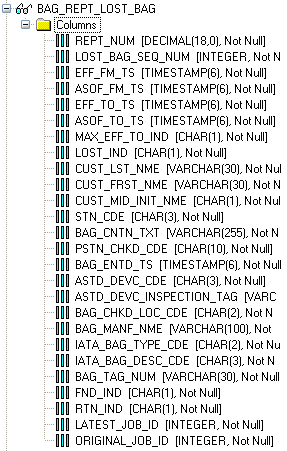 BAG_REPT_LOST_BAG
Columns
REPT_NUM [DECIMAL(18,0), Not Null]
LOST_BAG_SEQ_NUM [INTEGER, Not N
EFF_FM_TS [TIMESTAMP(6), Not Null]
ASOF_FM_TS [TIMESTAMP(6), Not Null]
EFF_TO_TS [TIMESTAMP(6), Not Null]
ASOF_TO_TS [TIMESTAMP(6), Not Null]
MAX_EFF_TO_IND [CHAR(1), Not Null]
LOST_IND [CHAR(1), Not Null]
CUST_LST_NME [VARCHAR(30), Not Nul
CUST_FRST_NME [VARCHAR(30), Not N
CUST_MID_INIT_NME [CHAR(1), Not Nul
STN_CDE [CHAR(3), Not Null]
BAG_CNTN_TXT [VARCHAR(255), Not N
PSTN_CHKD_CDE [CHAR(10), Not Null]
BAG_ENTD_TS [TIMESTAMP(6), Not Null
ASTD_DEVC_CDE [CHAR(3), Not Null]
ASTD_DEVC_INSPECTION_TAG [VARC
BAG_CHKD_LOC_CDE [CHAR(2), Not N
BAG_MANF_NME [VARCHAR(100), Not
IATA_BAG_TYPE_CDE [CHAR(2), Not Nu
IATA_BAG_DESC_CDE [CHAR(3), Not N
BAG_TAG_NUM [VARCHAR(30), Not Null
FND_IND [CHAR(1), Not Null]
RTN_IND [CHAR(1), Not Null]
LATEST_JOB_ID [INTEGER, Not Null]
ORIGINAL_JOB_ID [INTEGER, Not Null]